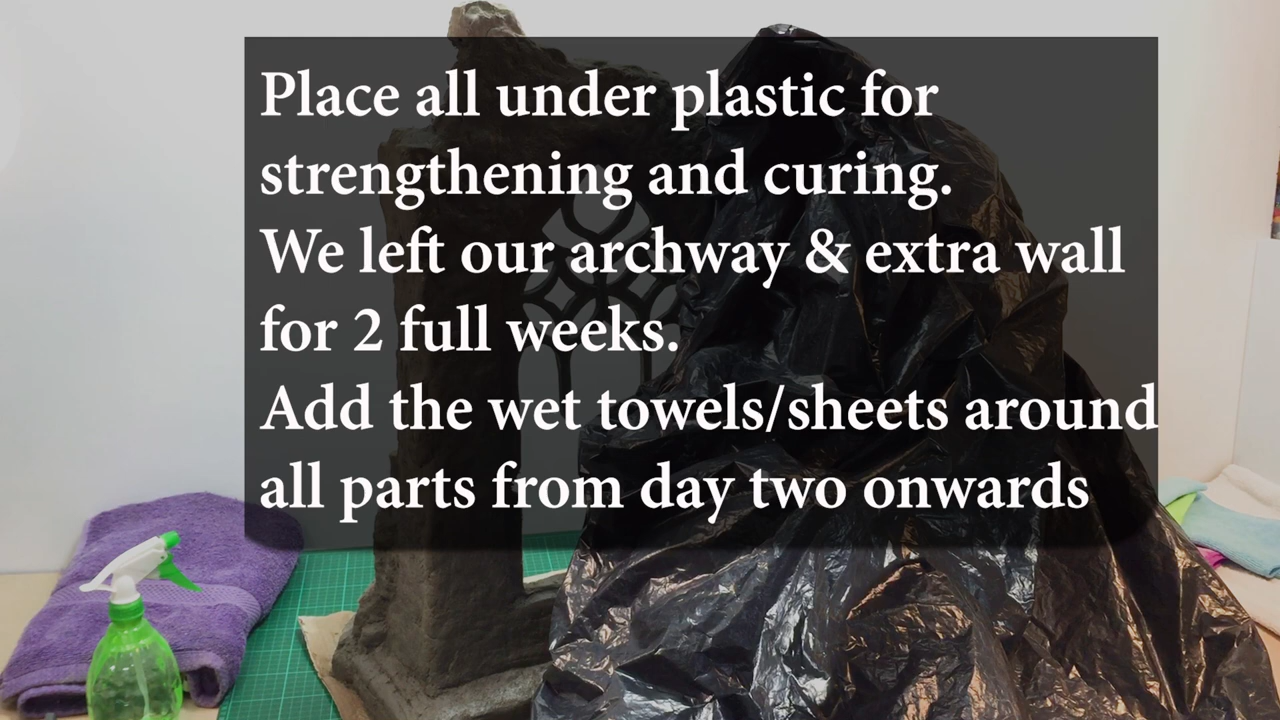 Place all under plastic for
strengthening and curing.
We left our archway & extra wall
for 2 full weeks.
Add the wet towels/sheets around
all parts from day two onwards